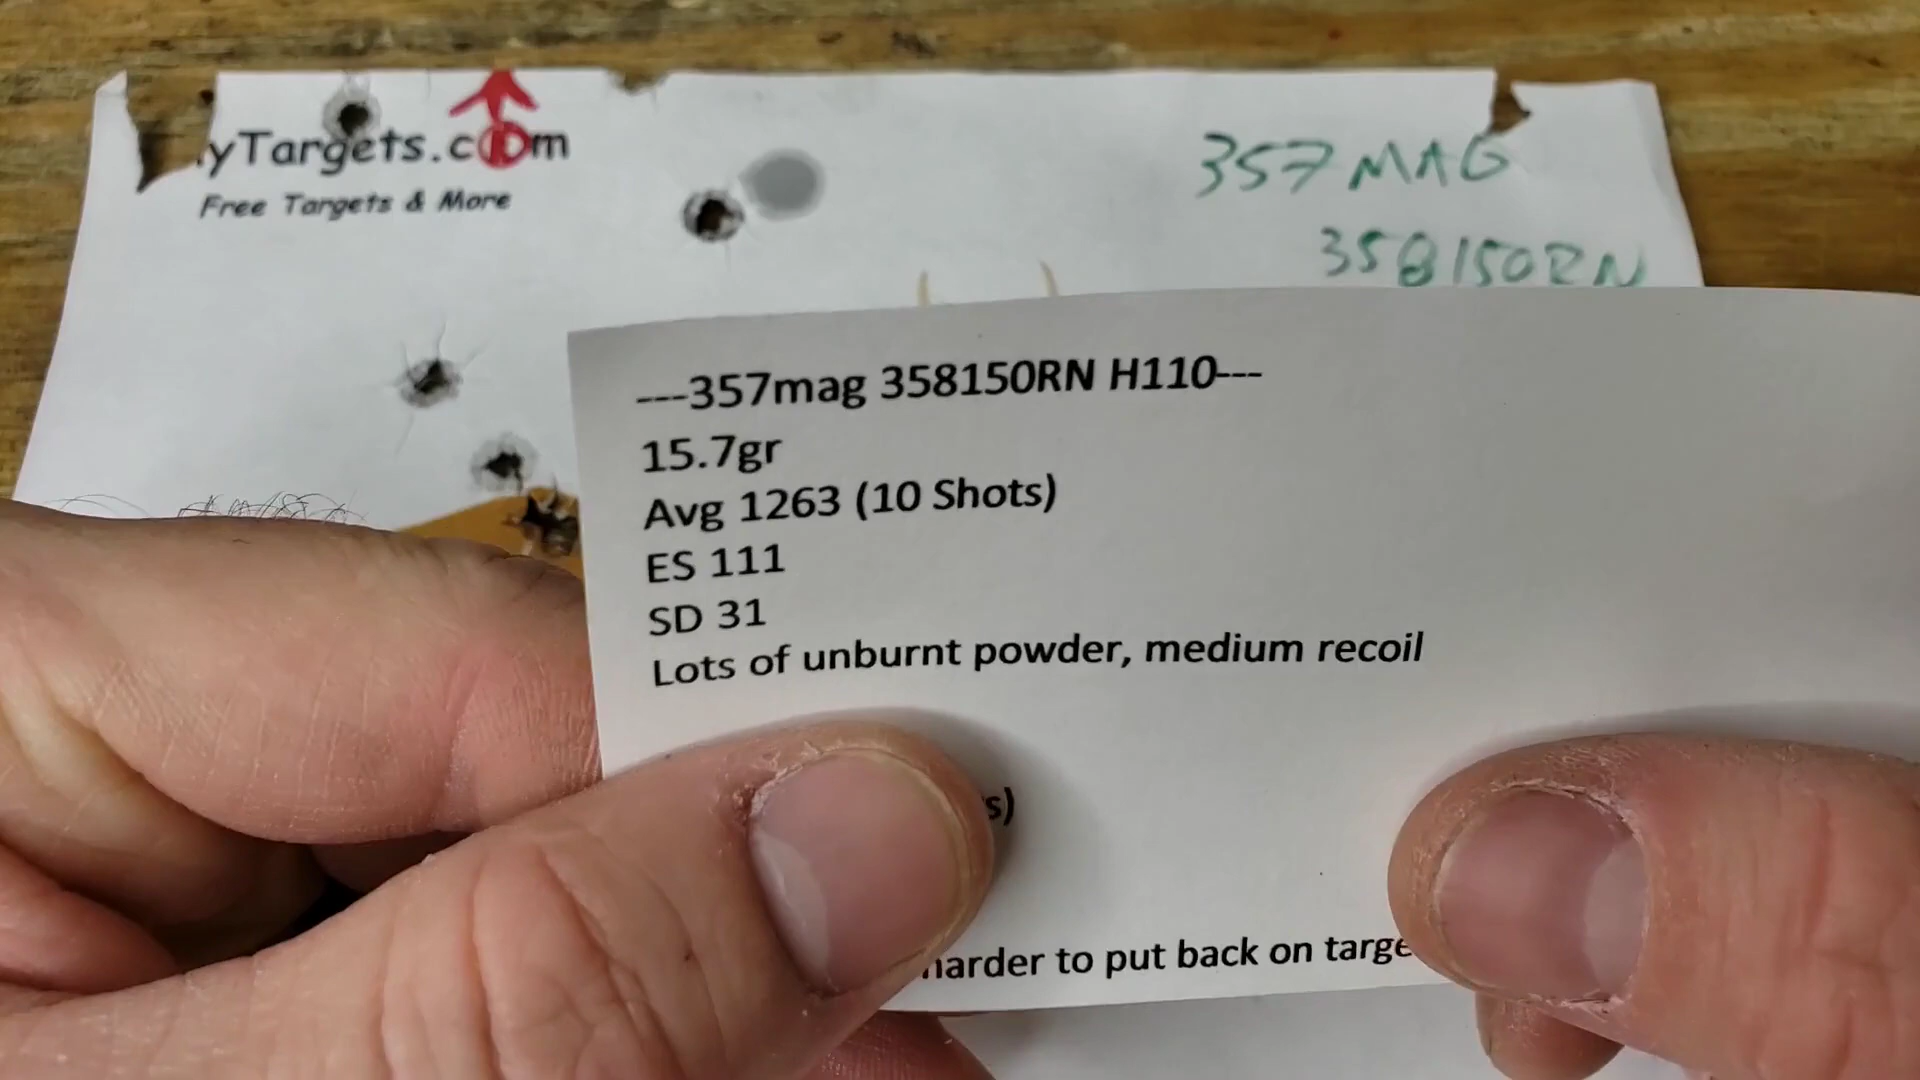 yTargets.com
Free Targets & More
357 MAG
358150RN
---357mag 358150RN H110---
15.7gr
Avg 1263 (10 Shots)
ES 111
SD 31
Lots of unburnt powder, medium recoil
s)
harder to put back on targe